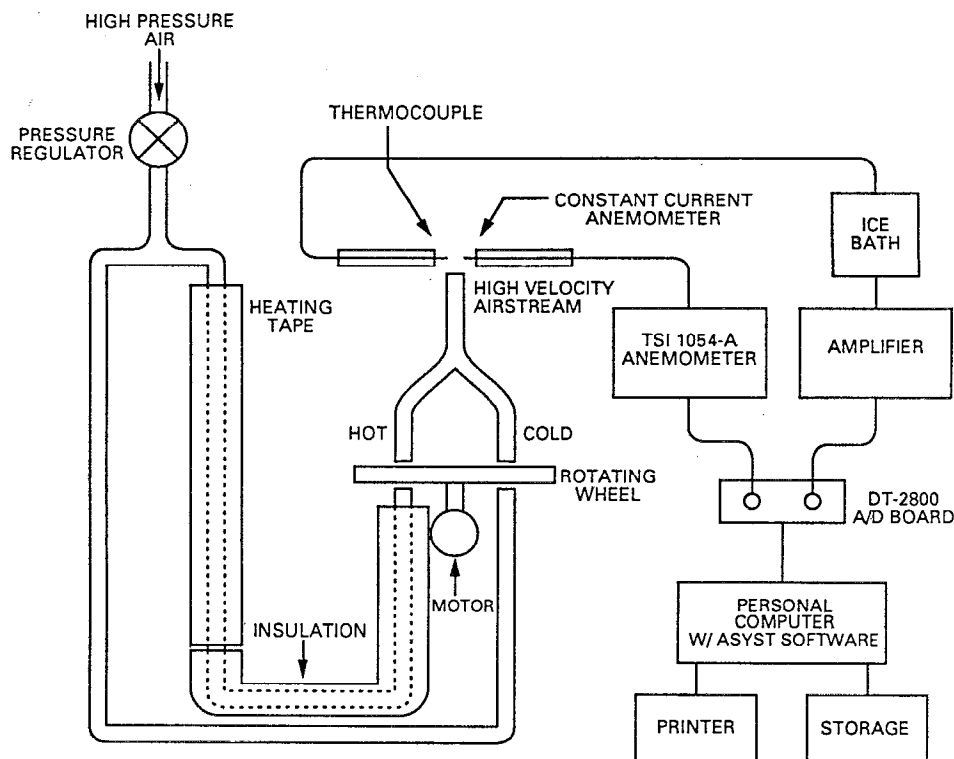 HIGH PRESSURE
AIR
PRESSURE
REGULATOR
THERMOCOUPLE
CONSTANT CURRENT
ANEMOMETER
ICE
BATH
HEATING
TAPE
HIGH VELOCITY
AIRSTREAM
TSI 1054-A
ANEMOMETER
AMPLIFIER
HOT
COLD
ROTATING
WHEEL
DT-2800
A/D BOARD
MOTOR
INSULATION
PERSONAL
COMPUTER
W/ ASYST SOFTWARE
PRINTER
STORAGE